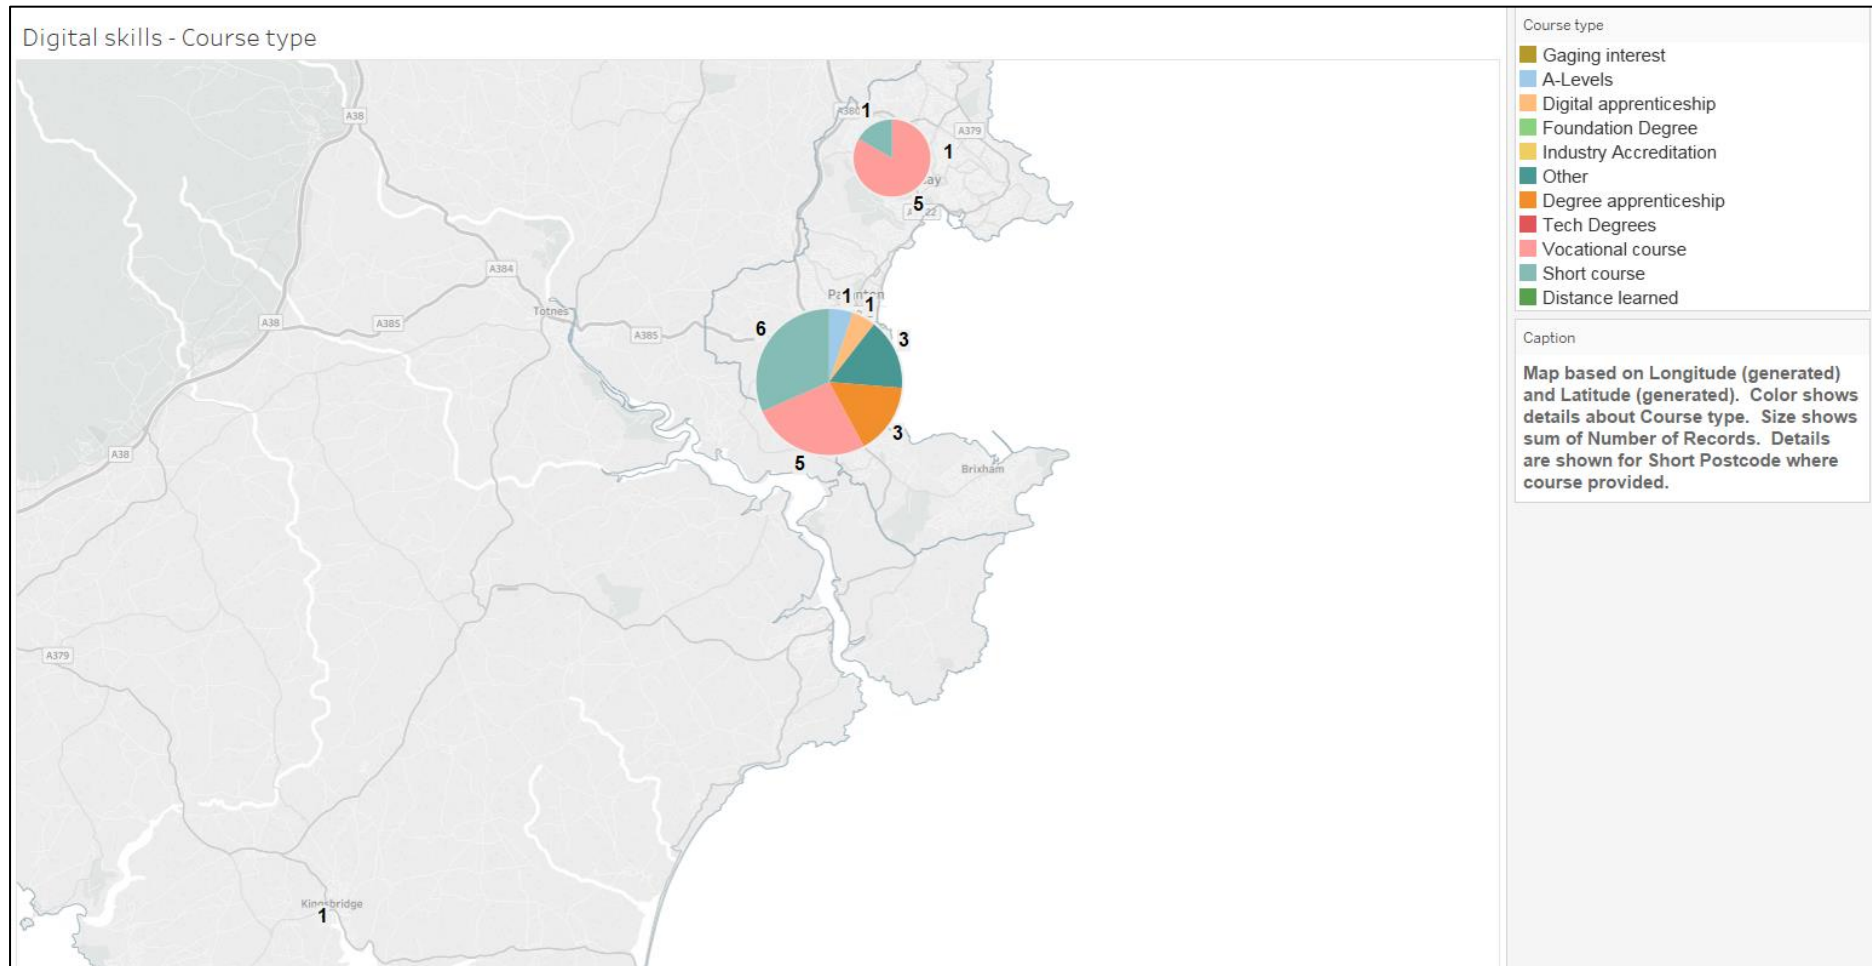 Digital skills - Course type
A38
1
A379
1
5
A384
Totnes
A38
A385
A385
1
1
6
3
3
5
A38
Brixham
A379
Kingsbridge
1
Course type
Gaging interest
A-Levels
Digital apprenticeship
Foundation Degree
Industry Accreditation
Other
Degree apprenticeship
Tech Degrees
Vocational course
Short course
Distance learned
Caption
Map based on Longitude (generated)
and Latitude (generated). Color shows
details about Course type. Size shows
sum of Number of Records. Details
are shown for Short Postcode where
course provided.